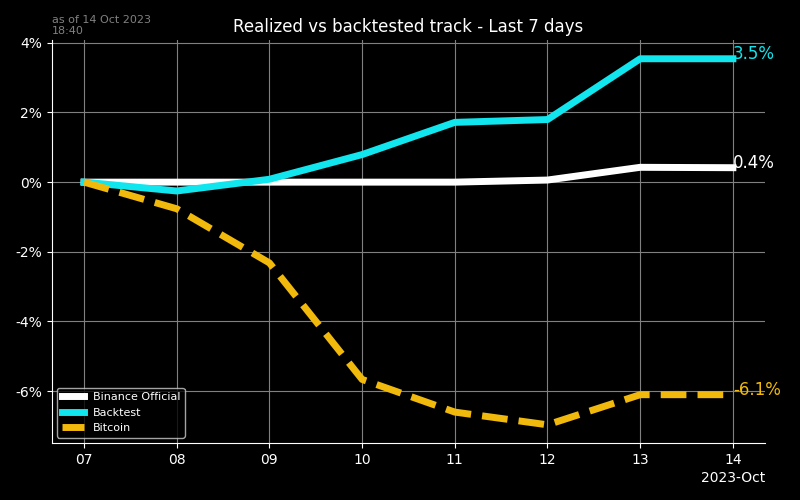 as of 14 Oct 2023
18:40
Realized vs backtested track - Last 7 days
4%
2%
0%
-2%
-4%
-6%
3.5%
0.4%
-6.1%
Binance Official
Backtest
Bitcoin
07 08 09 10 11 12 13 14
2023-Oct